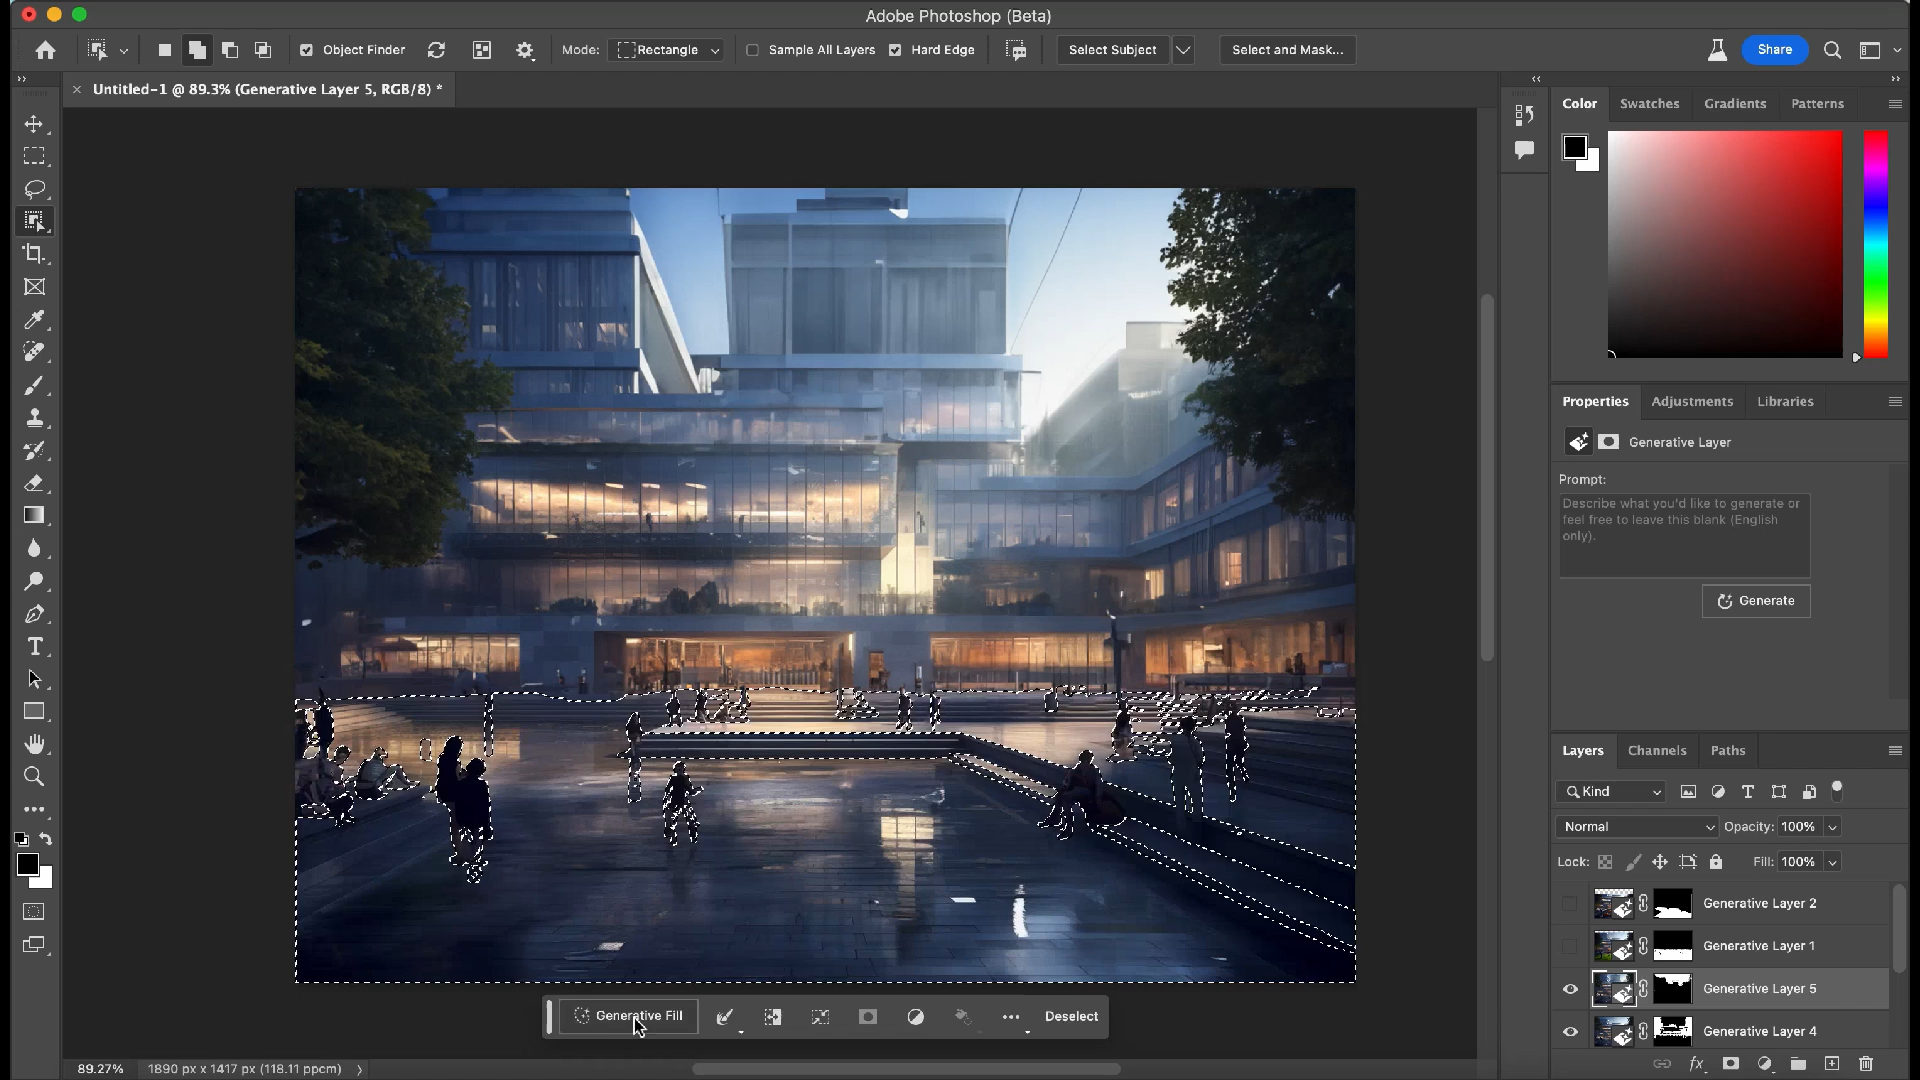 Adobe Photoshop (Beta)
Object Finder
Mode:
Rectangle
Sample All Layers
Hard Edge
Select Subject
Select and Mask...
Share
Untitled-1 @ 89.3% (Generative Layer 5, RGB/8) *
Color
Swatches
Gradients
Patterns
Properties
Adjustments
Libraries
Generative Layer
Prompt:
Describe what you'd like to generate or
feel free to leave this blank (English
only).
Generate
Layers
Channels
Paths
Kind
Normal
Opacity: 100%
Lock:
Fill: 100%
Generative Layer 2
Generative Layer 1
Generative Layer 5
Generative Layer 4
Generative Fill
Deselect
89.27%
1890 px x 1417 px (118.11 ppcm)